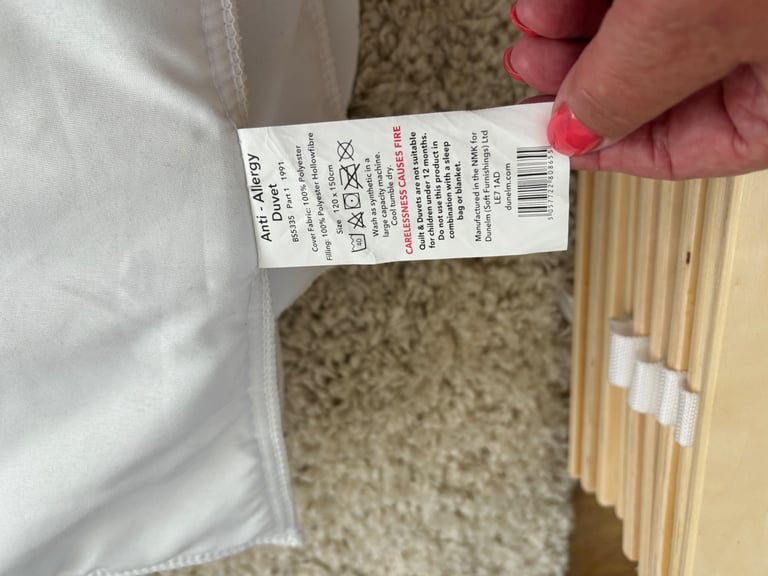 Anti - Allergy
Duvet
BS5335 Part 1 1991
Cover Fabric: 100% Polyester
Filling: 100% Polyester Hollowfibre
Size 120 x 150cm
40
Wash as synthetic in a
large capacity machine.
Cool tumble dry.
CARELESSNESS CAUSES FIRE
Quilt & Duvets are not suitable
for children under 12 months.
Do not use this product in
combination with a sleep
bag or blanket.
Manufactured in the NMK for
Dunelm (Soft Furnishings) Ltd
LE7 1AD
dunelm.com